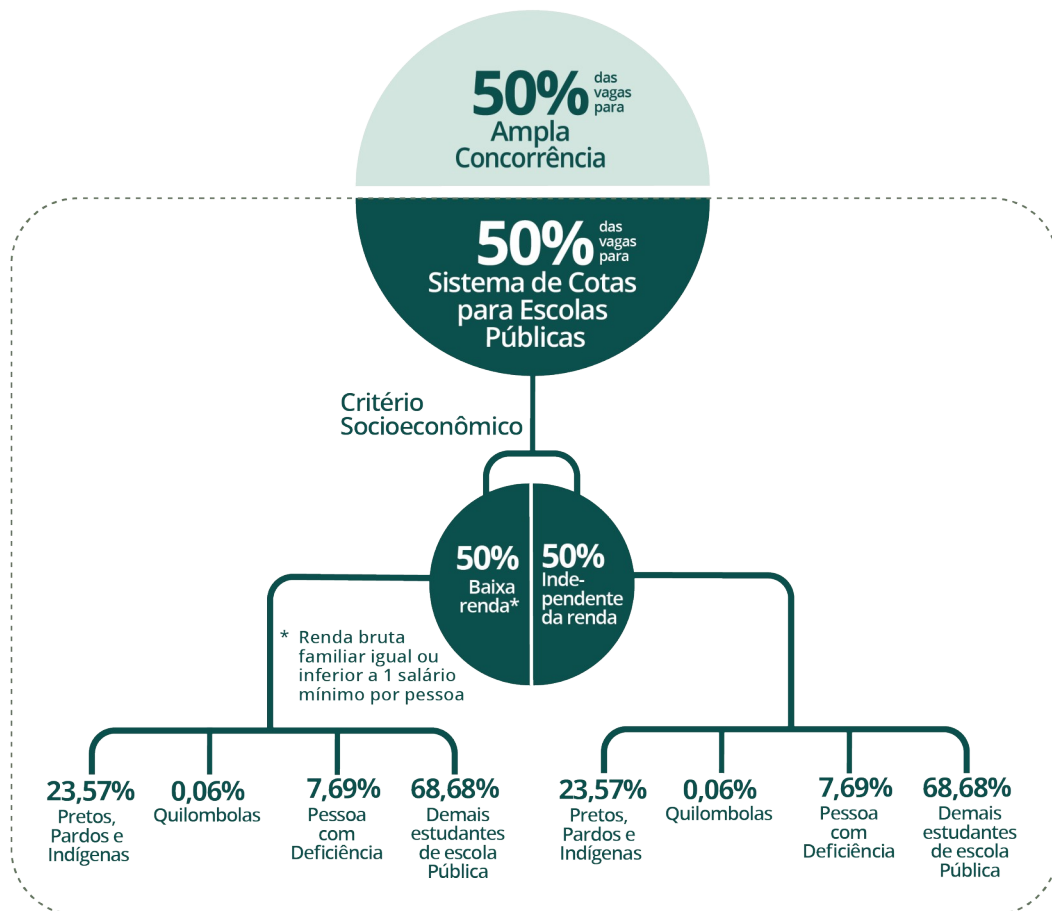 50% das vagas para
Ampla
Concorrência
50% das vagas para
Sistema de Cotas
para Escolas
Públicas
Critério
Socioeconômico
50%
Baixa
renda*
50%
Inde-
pendente
da renda
* Renda bruta
familiar igual ou
inferior a 1 salário
mínimo por pessoa
23,57%
Pretos,
Pardos e
Indígenas
0,06%
Quilombolas
7,69%
Pessoa
com
Deficiência
68,68%
Demais
estudantes
de escola
Pública
23,57%
Pretos,
Pardos e
Indígenas
0,06%
Quilombolas
7,69%
Pessoa
com
Deficiência
68,68%
Demais
estudantes
de escola
Pública